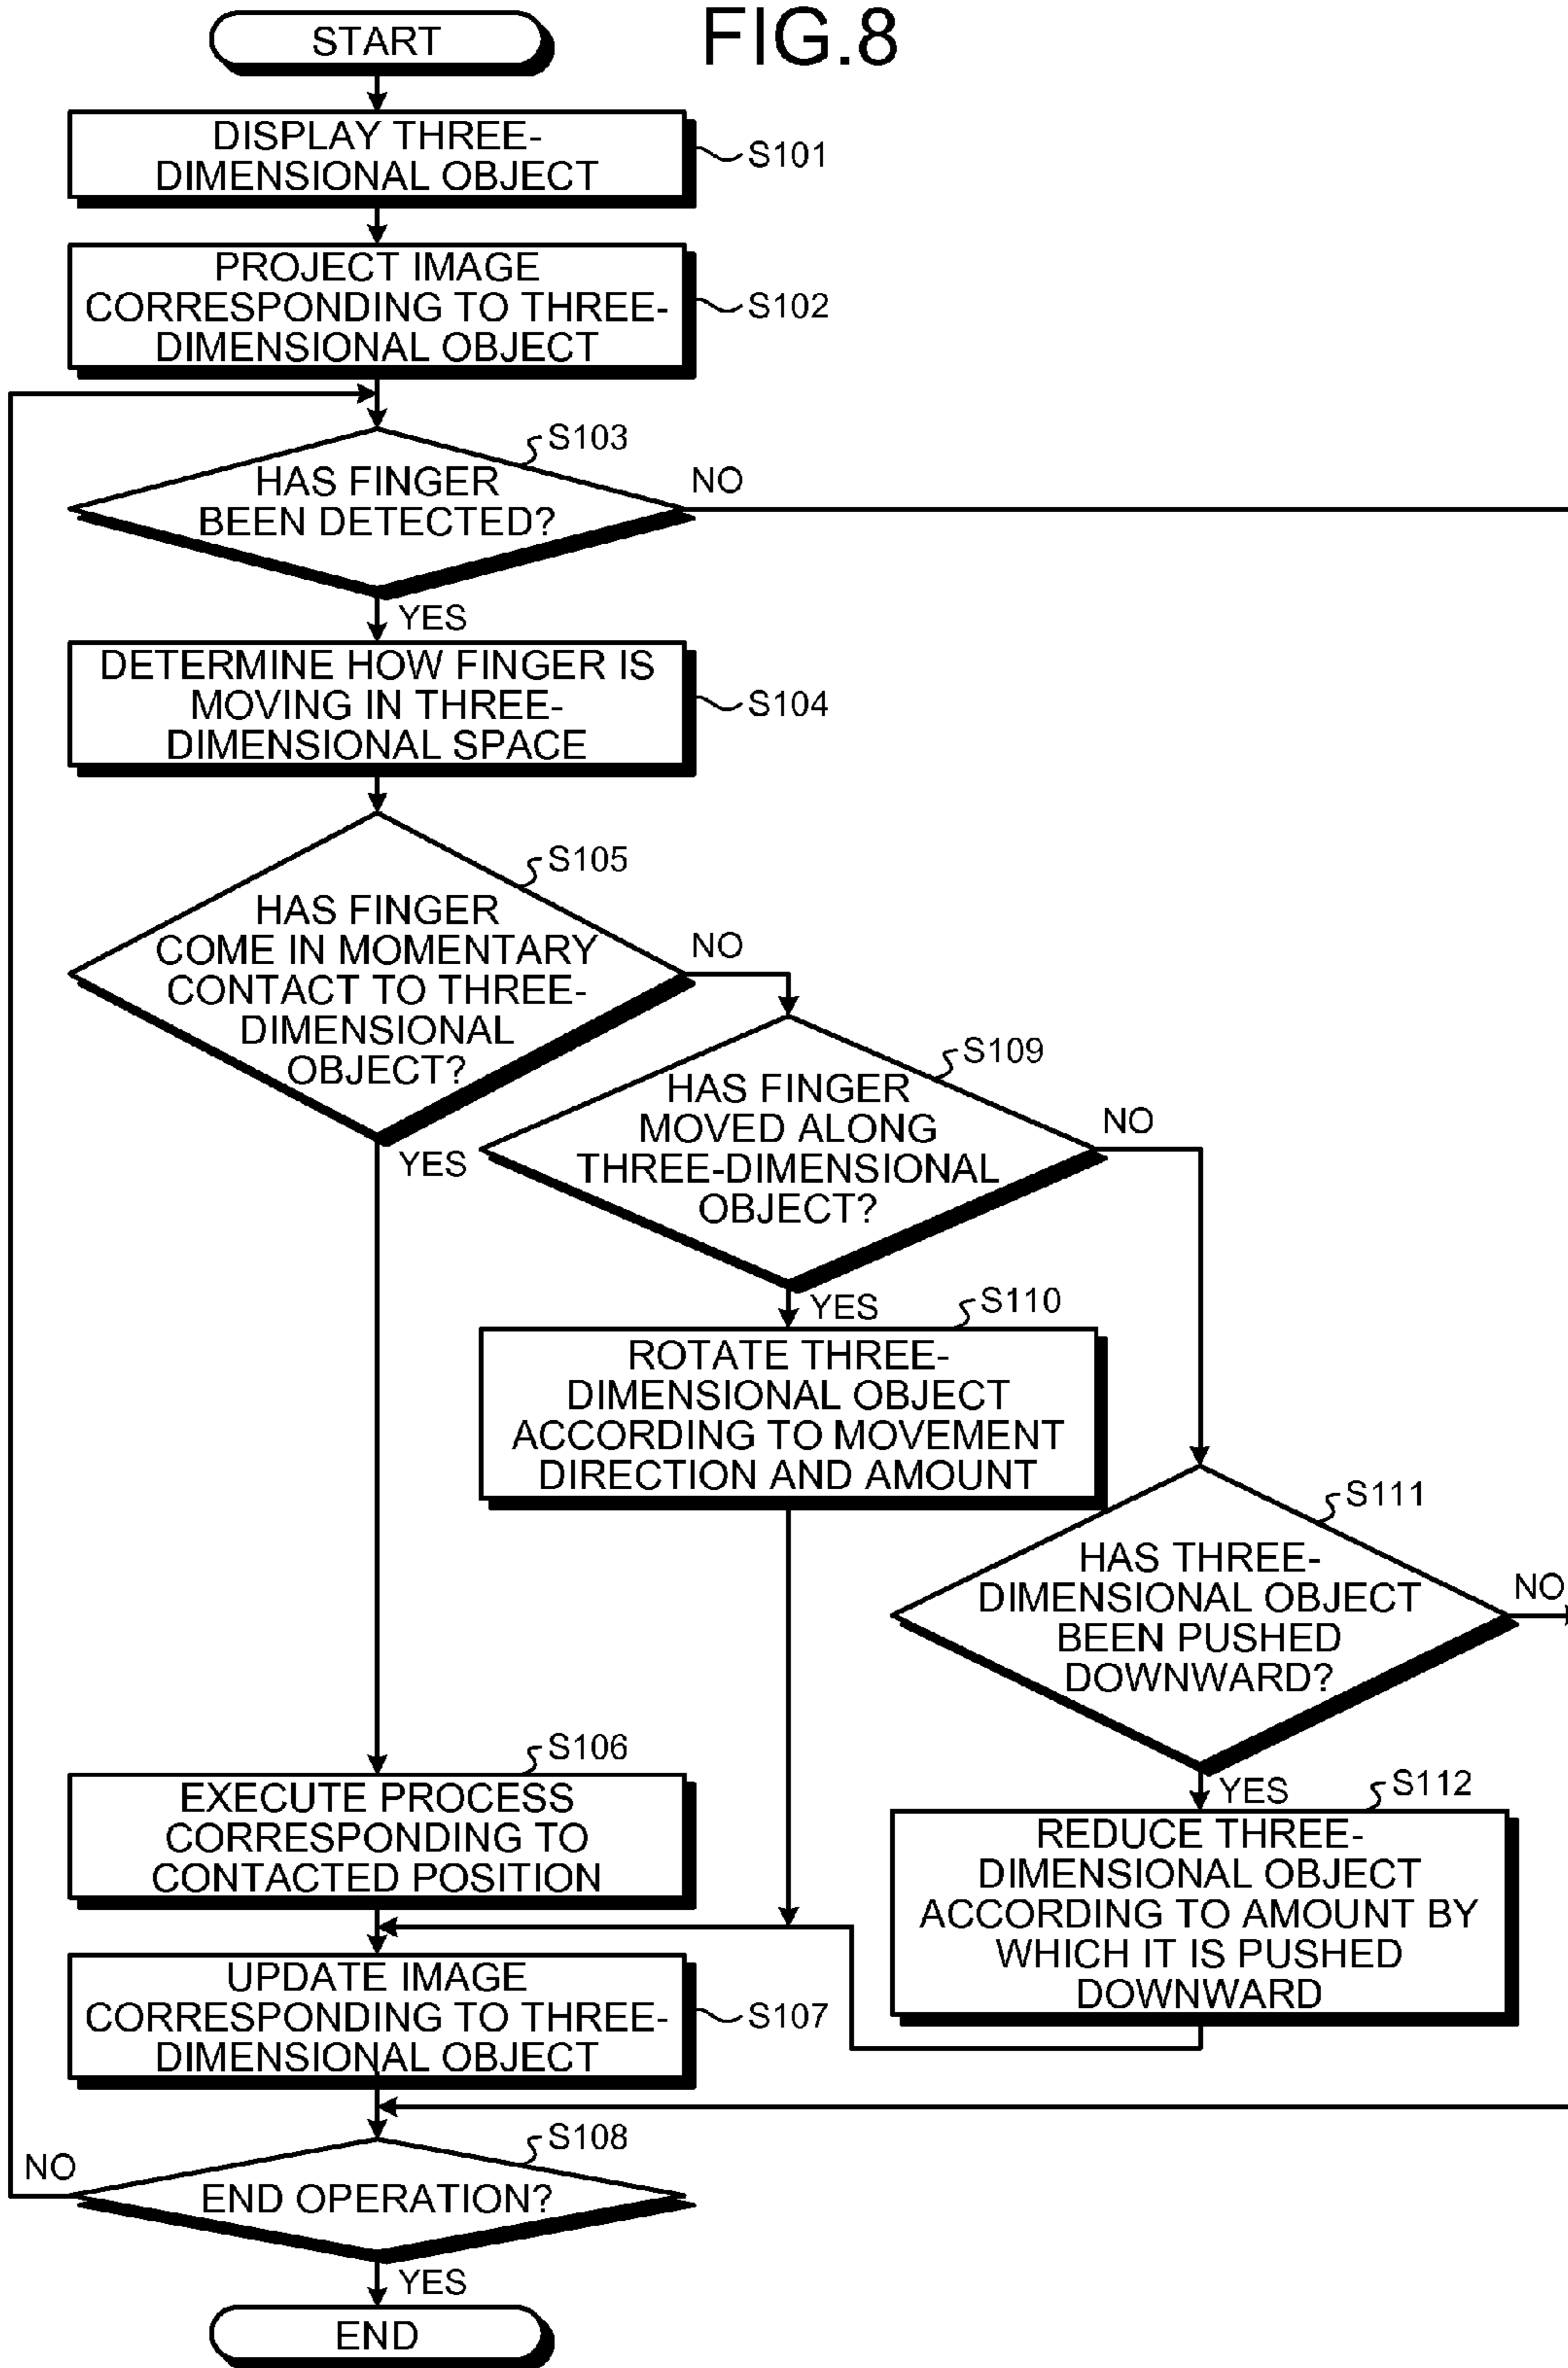 FIG.8
START
DISPLAY THREE-
DIMENSIONAL OBJECT
S101
PROJECT IMAGE
CORRESPONDING TO THREE-
DIMENSIONAL OBJECT
S102
S103
HAS FINGER
BEEN DETECTED?
NO
YES
DETERMINE HOW FINGER IS
MOVING IN THREE-
DIMENSIONAL SPACE
S104
S105
HAS FINGER
COME IN MOMENTARY
CONTACT TO THREE-
DIMENSIONAL
OBJECT?
NO
YES
S109
HAS FINGER
MOVED ALONG
THREE-DIMENSIONAL
OBJECT?
NO
YES
S110
ROTATE THREE-
DIMENSIONAL OBJECT
ACCORDING TO MOVEMENT
DIRECTION AND AMOUNT
S111
HAS THREE-
DIMENSIONAL OBJECT
BEEN PUSHED
DOWNWARD?
NO
YES
S112
REDUCE THREE-
DIMENSIONAL OBJECT
ACCORDING TO AMOUNT BY
WHICH IT IS PUSHED
DOWNWARD
S106
EXECUTE PROCESS
CORRESPONDING TO
CONTACTED POSITION
UPDATE IMAGE
CORRESPONDING TO THREE-
DIMENSIONAL OBJECT
S107
S108
END OPERATION?
NO
YES
END